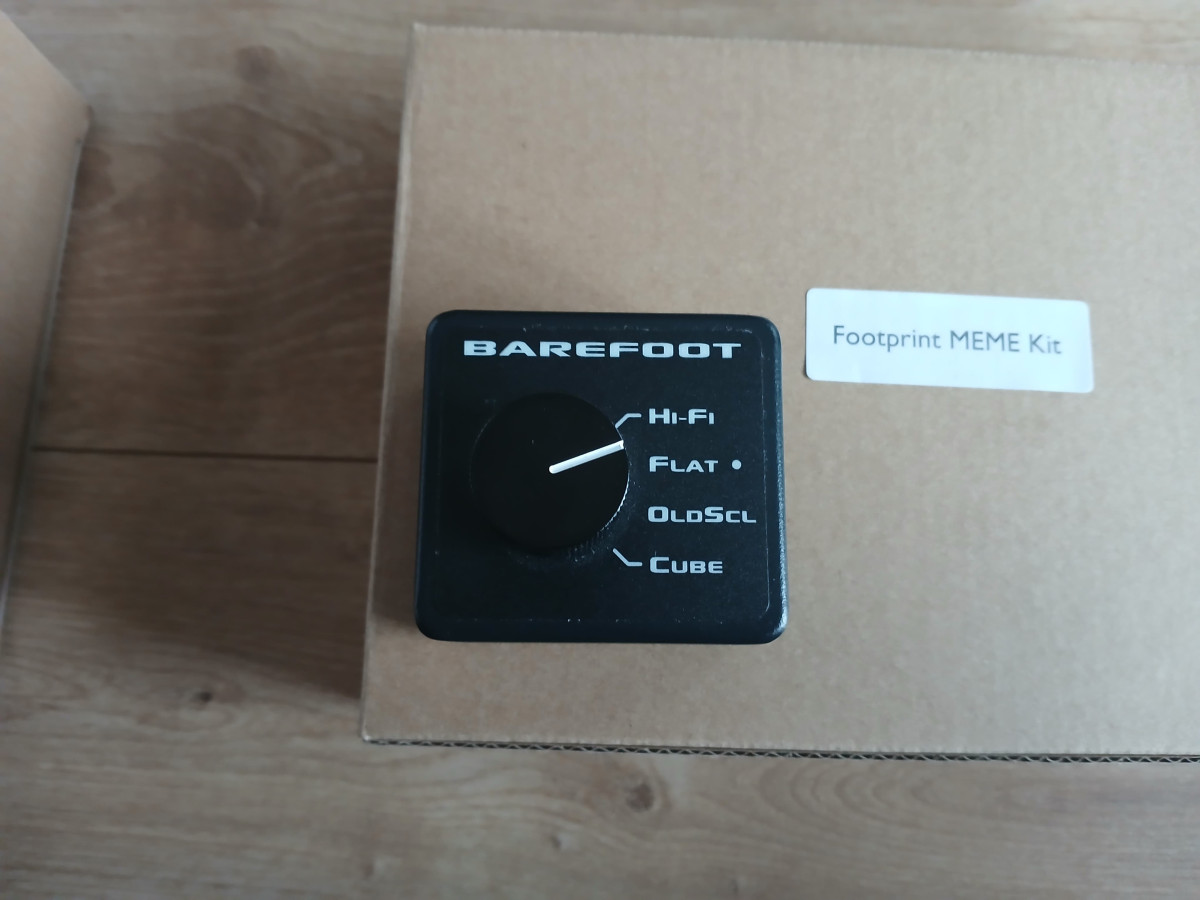 BAREFOOT
Hi-Fi
Flat •
OldScl
Cube
Footprint MEME Kit